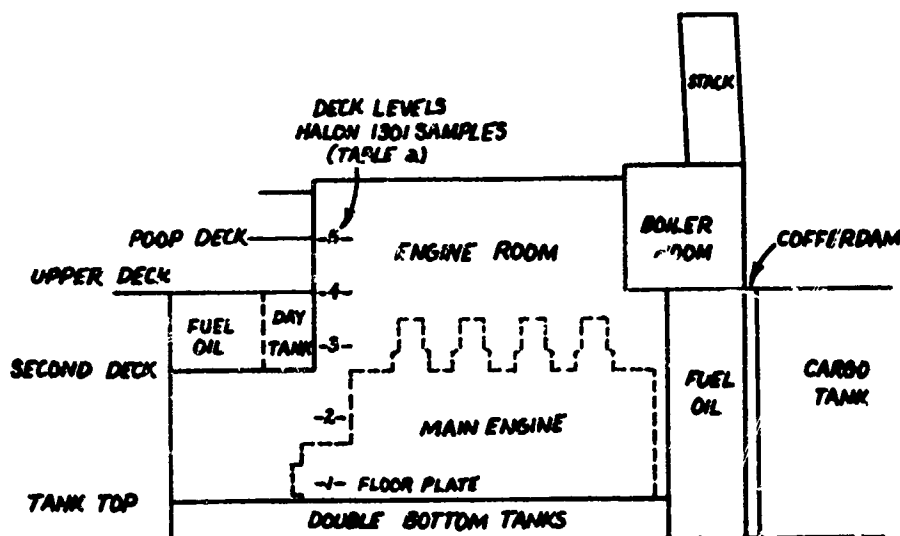 STACK
DECK LEVELS
HALON 1301 SAMPLES
(TABLE a)
POOP DECK
-5-
ENGINE ROOM
BOILER
ROOM
COFFERDAM
UPPER DECK
-4-
FUEL
OIL
DAY
TANK
-3-
SECOND DECK
FUEL
OIL
CARGO
TANK
-2-
MAIN ENGINE
-1- FLOOR PLATE
TANK TOP
DOUBLE BOTTOM TANKS